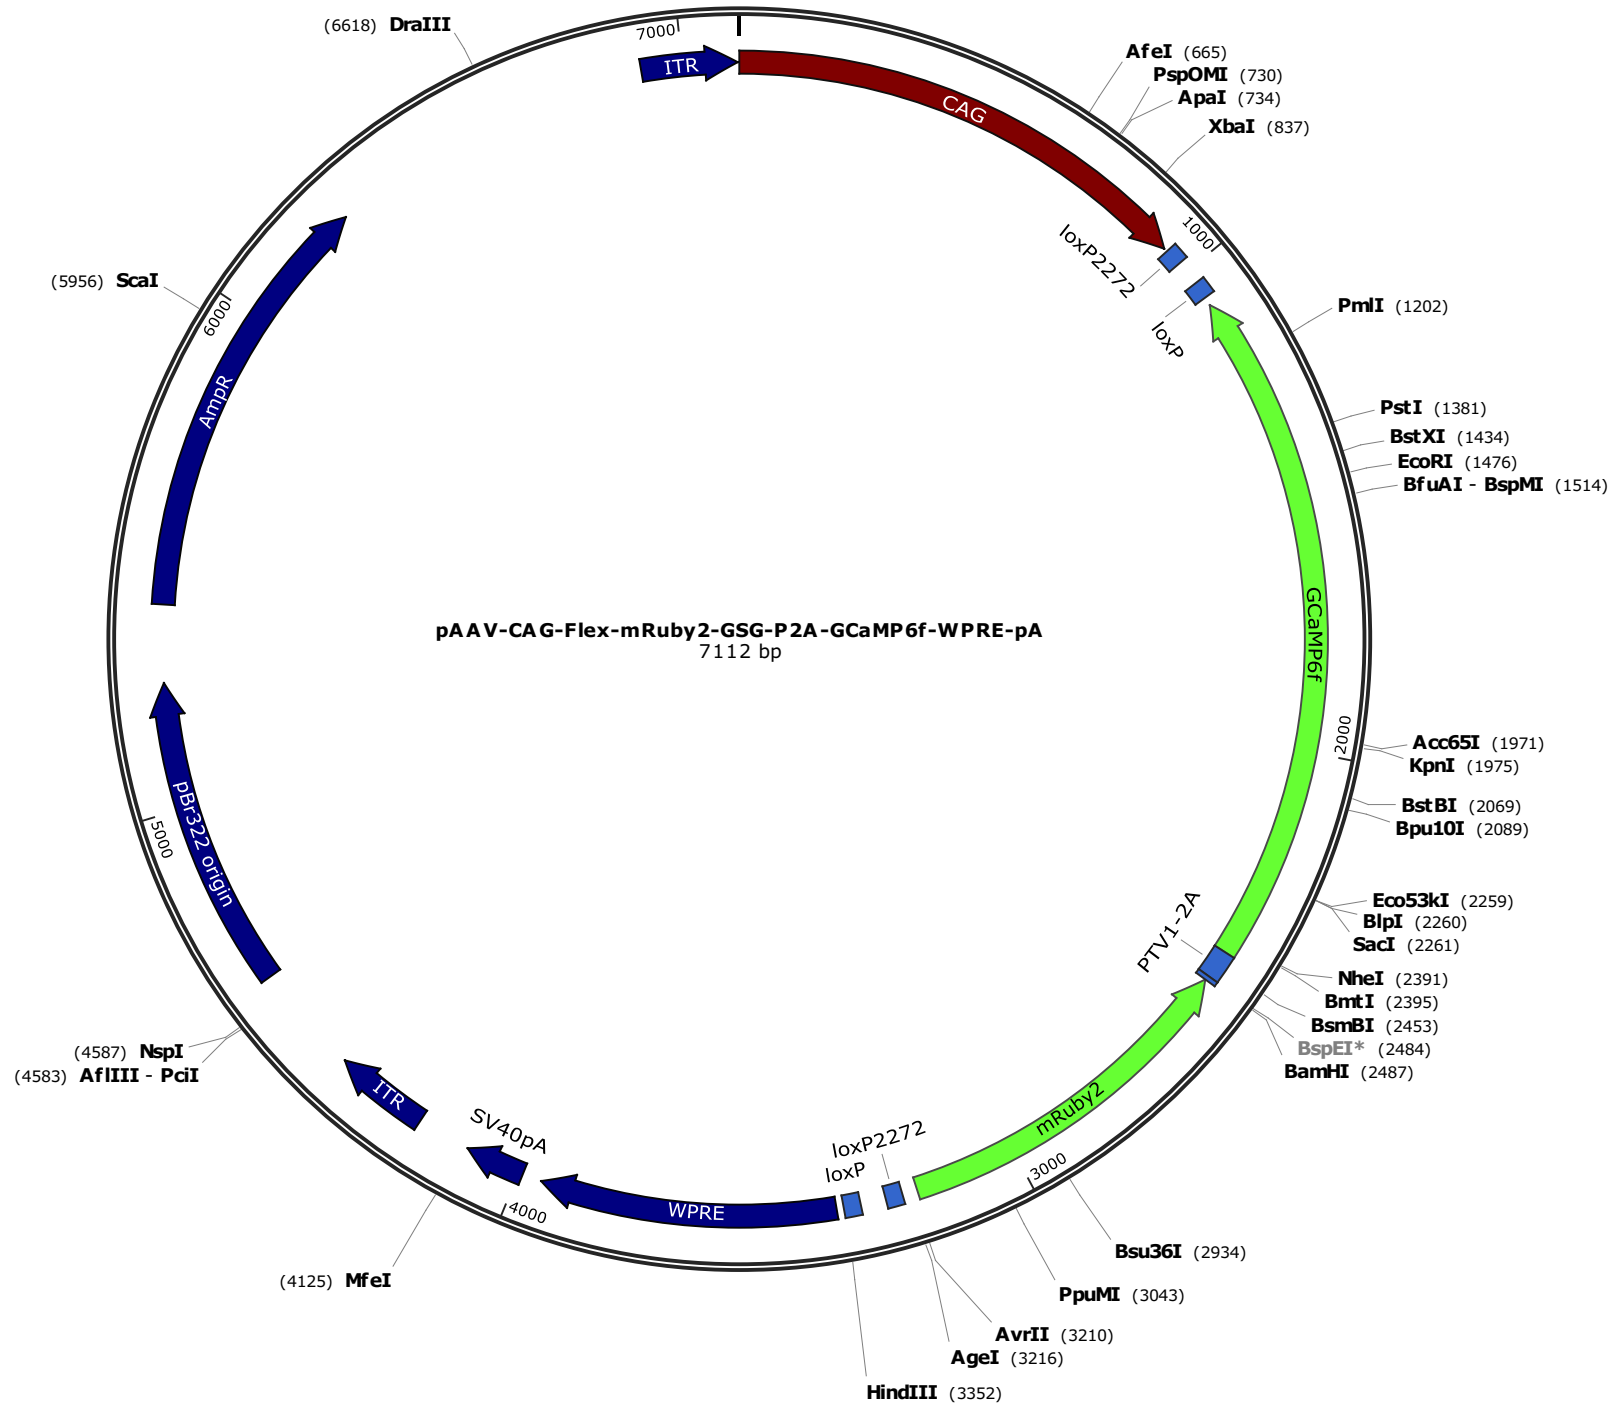 7000
ITR
CAG
(6618) DraIII
AfeI (665)
PspOMI (730)
ApaI (734)
XbaI (837)
1000
loxP2272
loxP
PmlI (1202)
PstI (1381)
BstXI (1434)
EcoRI (1476)
BfuAI - BspMI (1514)
(5956) ScaI
6000
AmpR
GCaMP6f
pAAV-CAG-Flex-mRuby2-GSG-P2A-GCaMP6f-WPRE-pA
7112 bp
2000
Acc65I (1971)
KpnI (1975)
BstBI (2069)
Bpu10I (2089)
5000
pBr322 origin
PTV1-2A
Eco53kI (2259)
BlpI (2260)
SacI (2261)
NheI (2391)
BmtI (2395)
BsmBI (2453)
BspEI* (2484)
BamHI (2487)
(4587) NspI
(4583) AflIII - PciI
ITR
SV40pA
mRuby2
loxP2272
loxP
3000
WPRE
4000
Bsu36I (2934)
(4125) MfeI
PpuMI (3043)
AvrII (3210)
AgeI (3216)
HindIII (3352)